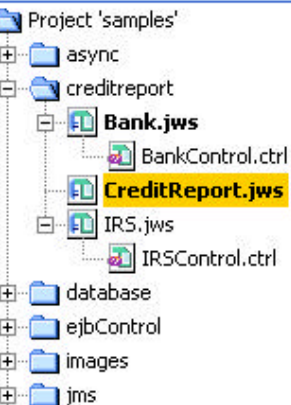 Project 'samples'
async
creditreport
Bank.jws
BankControl.ctrl
CreditReport.jws
IRS.jws
IRSControl.ctrl
database
ejbControl
images
jms